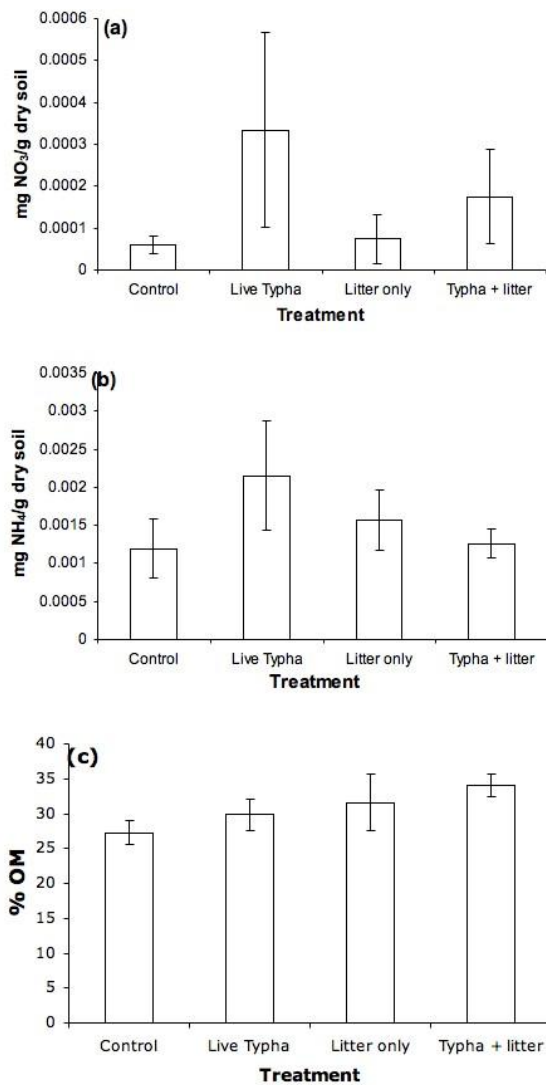 (a)
mg NO₃/g dry soil
0.0006
0.0005
0.0004
0.0003
0.0002
0.0001
0
Control Live Typha Litter only Typha + litter
Treatment
(b)
mg NH₄/g dry soil
0.0035
0.003
0.0025
0.002
0.0015
0.001
0.0005
0
Control Live Typha Litter only Typha + litter
Treatment
(c)
% OM
40
35
30
25
20
15
10
5
0
Control Live Typha Litter only Typha + litter
Treatment